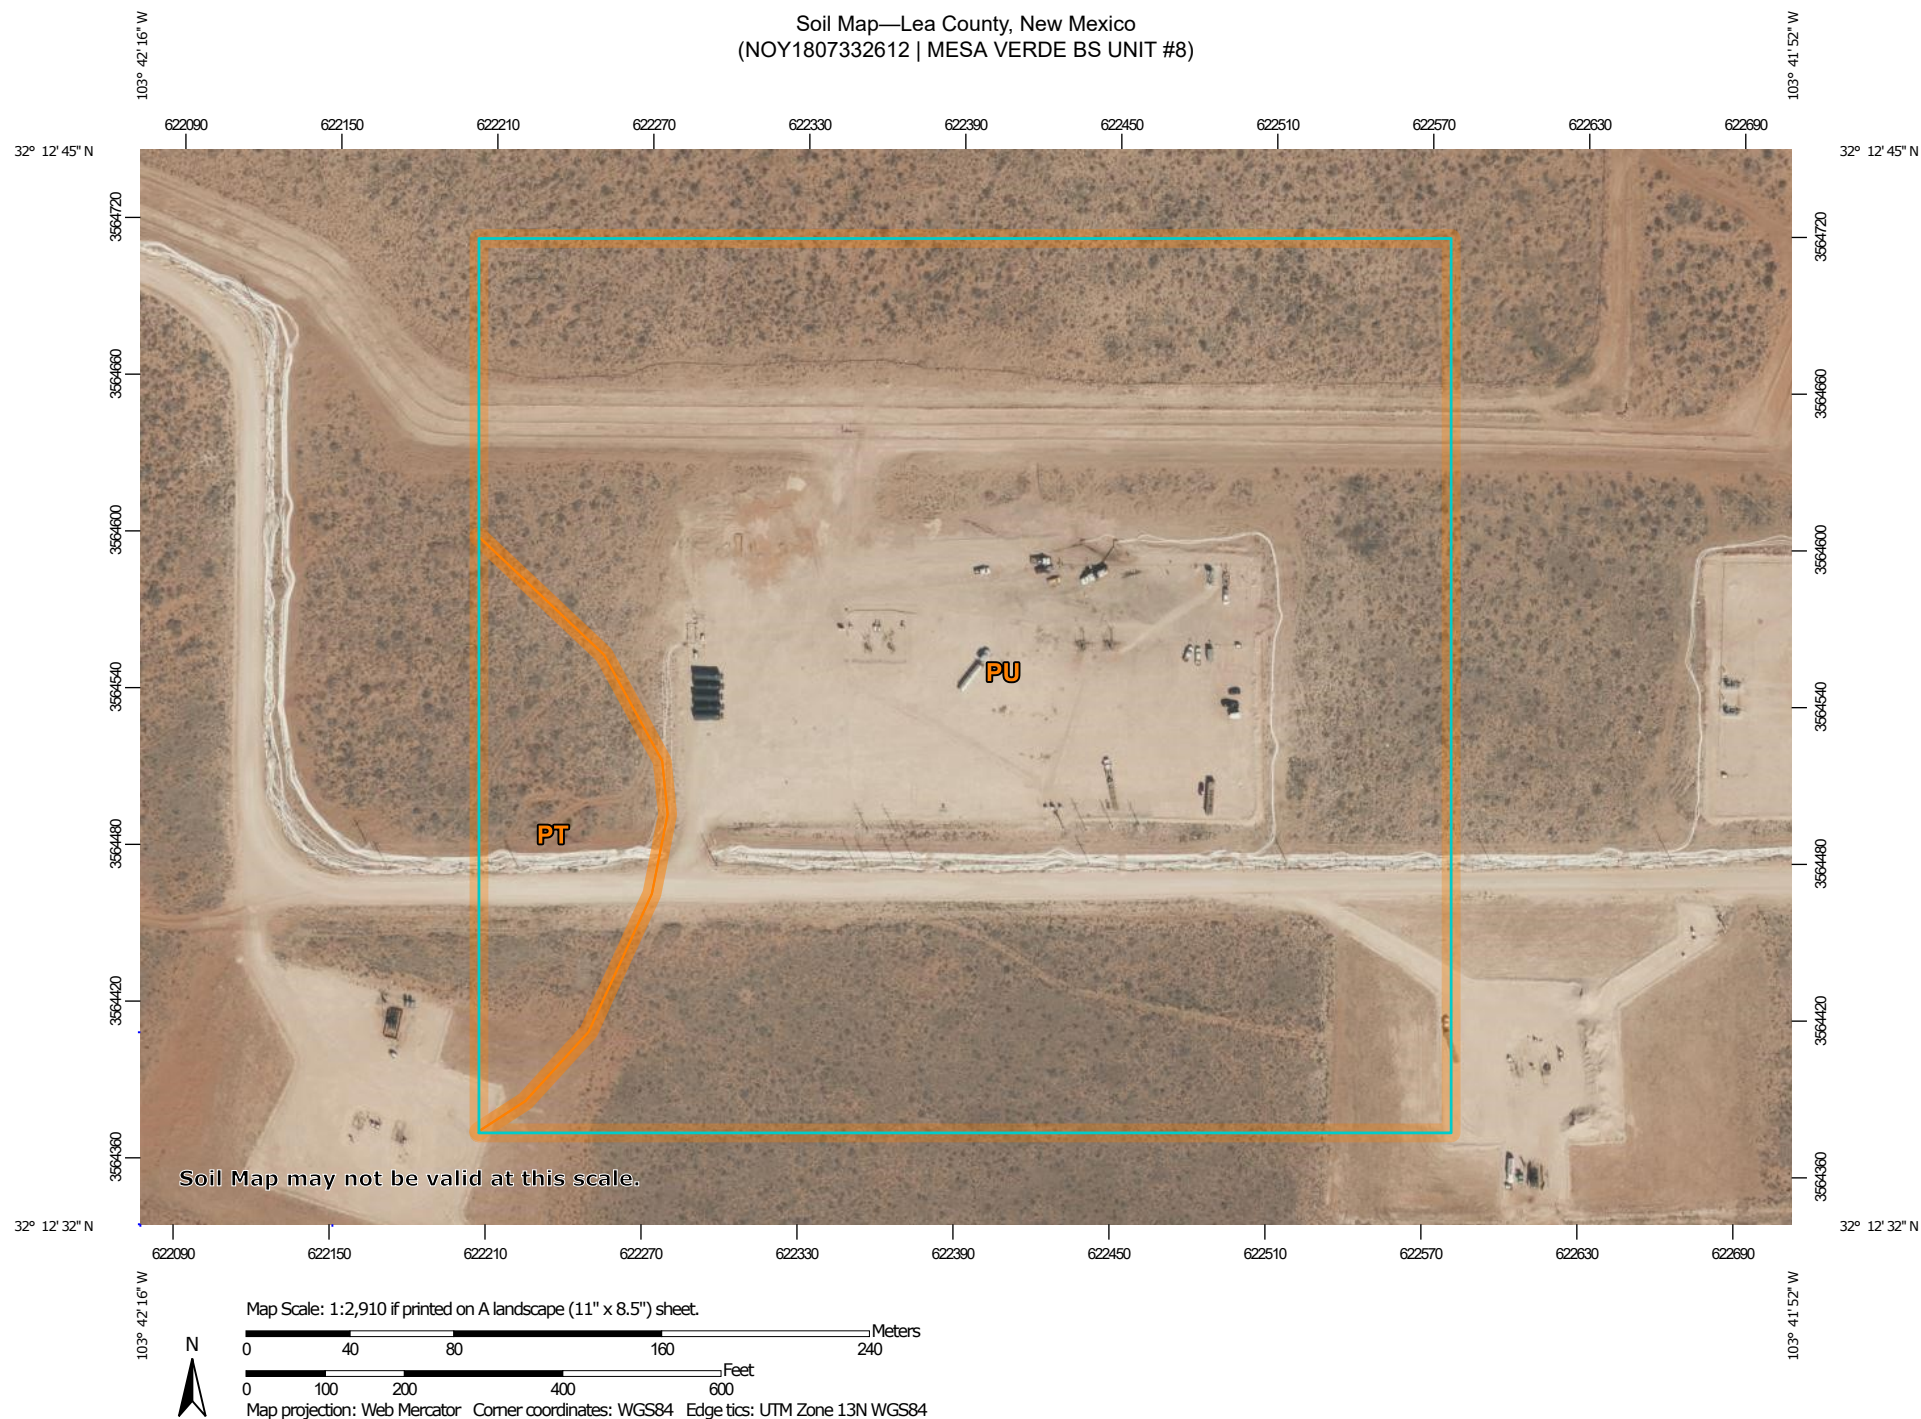 Soil Map—Lea County, New Mexico
(NOY1807332612 | MESA VERDE BS UNIT #8)
103° 42' 16'' W
103° 41' 52'' W
622090 622150 622210 622270 622330 622390 622450 622510 622570 622630 622690
32° 12' 45'' N
32° 12' 45'' N
3564720
3564720
3564660
3564660
3564600
3564600
3564540
3564540
PU
3564480
3564480
PT
3564420
3564420
3564360
3564360
Soil Map may not be valid at this scale.
32° 12' 32'' N
32° 12' 32'' N
622090 622150 622210 622270 622330 622390 622450 622510 622570 622630 622690
103° 42' 16'' W
103° 41' 52'' W
Map Scale: 1:2,910 if printed on A landscape (11" x 8.5") sheet.
N
Meters
0 40 80 160 240
Feet
0 100 200 400 600
Map projection: Web Mercator Corner coordinates: WGS84 Edge tics: UTM Zone 13N WGS84